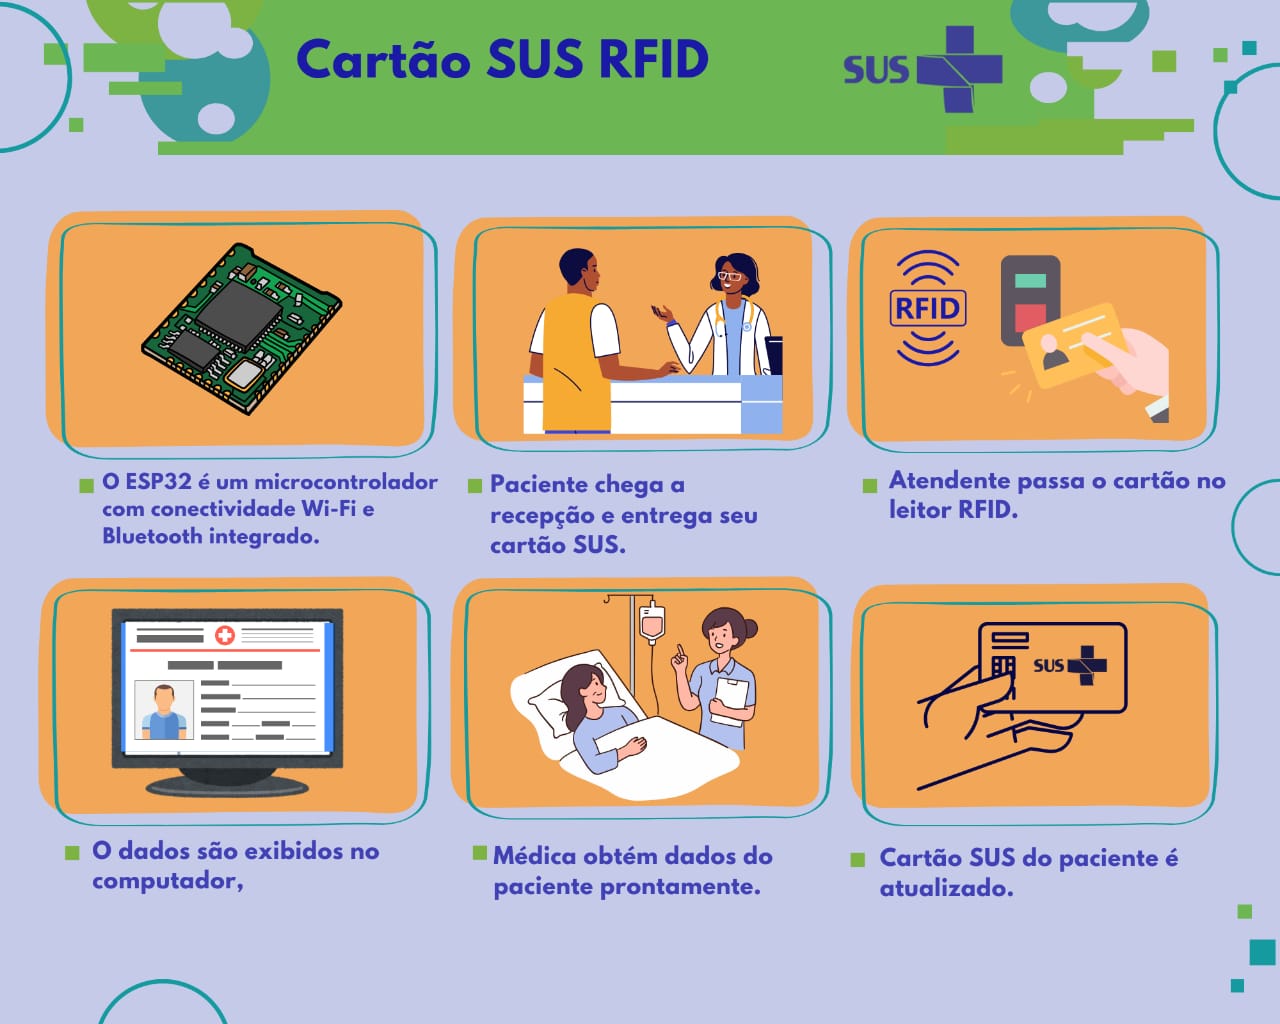 Cartão SUS RFID
SUS
RFID
O ESP32 é um microcontrolador
com conectividade Wi-Fi e
Bluetooth integrado.
Paciente chega a
recepção e entrega seu
cartão SUS.
Atendente passa o cartão no
leitor RFID.
SUS
O dados são exibidos no
computador,
Médica obtém dados do
paciente prontamente.
Cartão SUS do paciente é
atualizado.